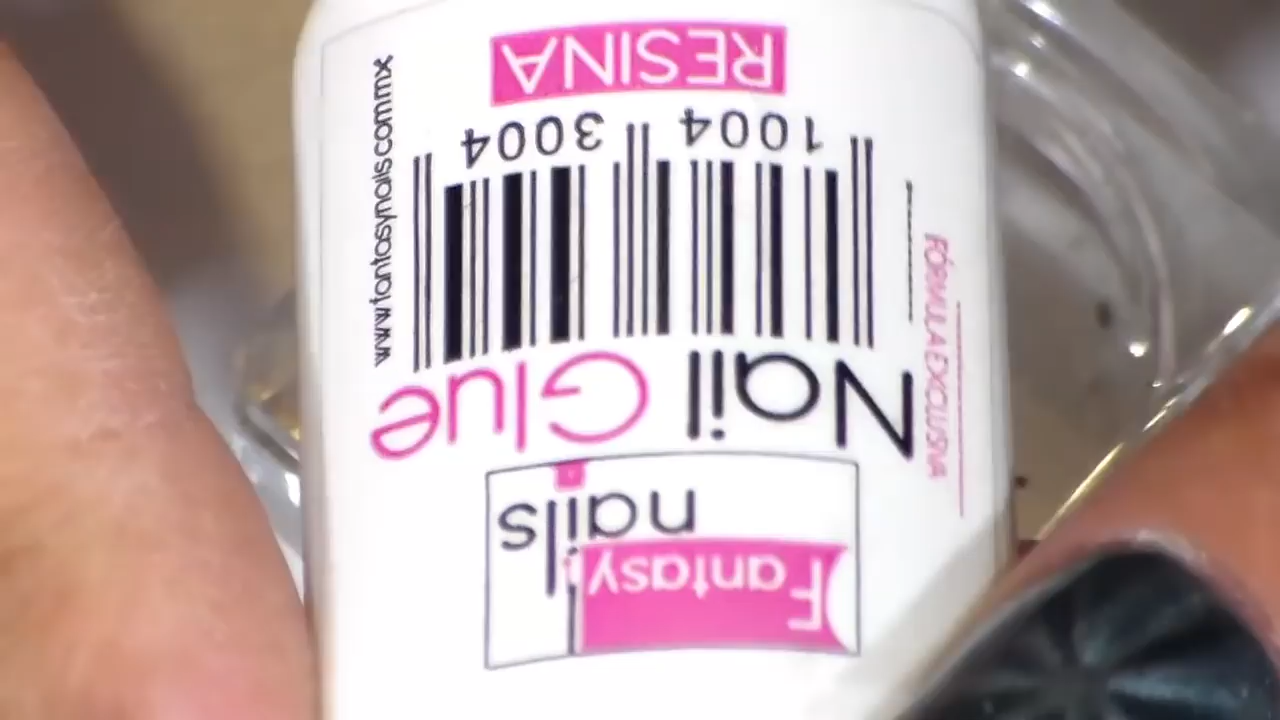 Fantasy
nails
Nail Glue
1004 3004
RESINA
FÓRMULA EXCLUSIVA
www.fantasynails.com.mx